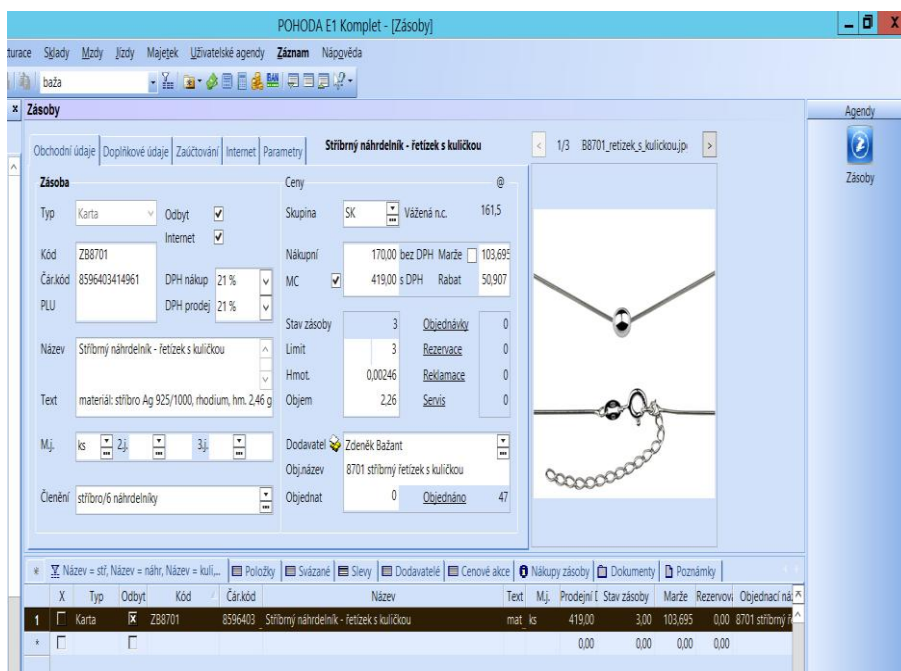 POHODA E1 Komplet - [Zásoby]
turace Sklady Mzdy Jízdy Majetek Uživatelské agendy Záznam Nápověda
baža
Zásoby
Agendy
Zásoby
Obchodní údaje Doplňkové údaje Zaúčtování Internet Parametry Stříbrný náhrdelník - řetízek s kuličkou 1/3 B8701_retizek_s_kulickou.jp
Zásoba Ceny @
Typ Karta Odbyt Skupina SK Vážená n.c. 161,5
Internet
Kód ZB8701 Nákupní 170,00 bez DPH Marže 103,695
Čár.kód 8596403414961 DPH nákup 21 % MC 419,00 s DPH Rabat 50,907
PLU DPH prodej 21 %
Stav zásoby 3 Objednávky 0
Název Stříbrný náhrdelník - řetízek s kuličkou Limit 3 Rezervace 0
Hmot. 0,00246 Reklamace 0
Text materiál: stříbro Ag 925/1000, rhodium, hm. 2,46 g Objem 2,26 Servis 0
M.j. ks 2.j. 3.j. Dodavatel Zdeněk Bažant
Obj.název 8701 stříbrný řetízek s kuličkou
Členění stříbro/6 náhrdelníky Objednat 0 Objednáno 47
Název = stř, Název = náhr, Název = kuli,... Položky Svázané Slevy Dodavatelé Cenové akce Nákupy zásoby Dokumenty Poznámky
X Typ Odbyt Kód Čár.kód Název Text M.j. Prodejní Stav zásoby Marže Rezervov Objednací
1 Karta ZB8701 8596403 Stříbrný náhrdelník - řetízek s kuličkou mat ks 419,00 3,00 103,695 0,00 8701 stříbrný ř
* 0,00 0,00 0,00 0,00